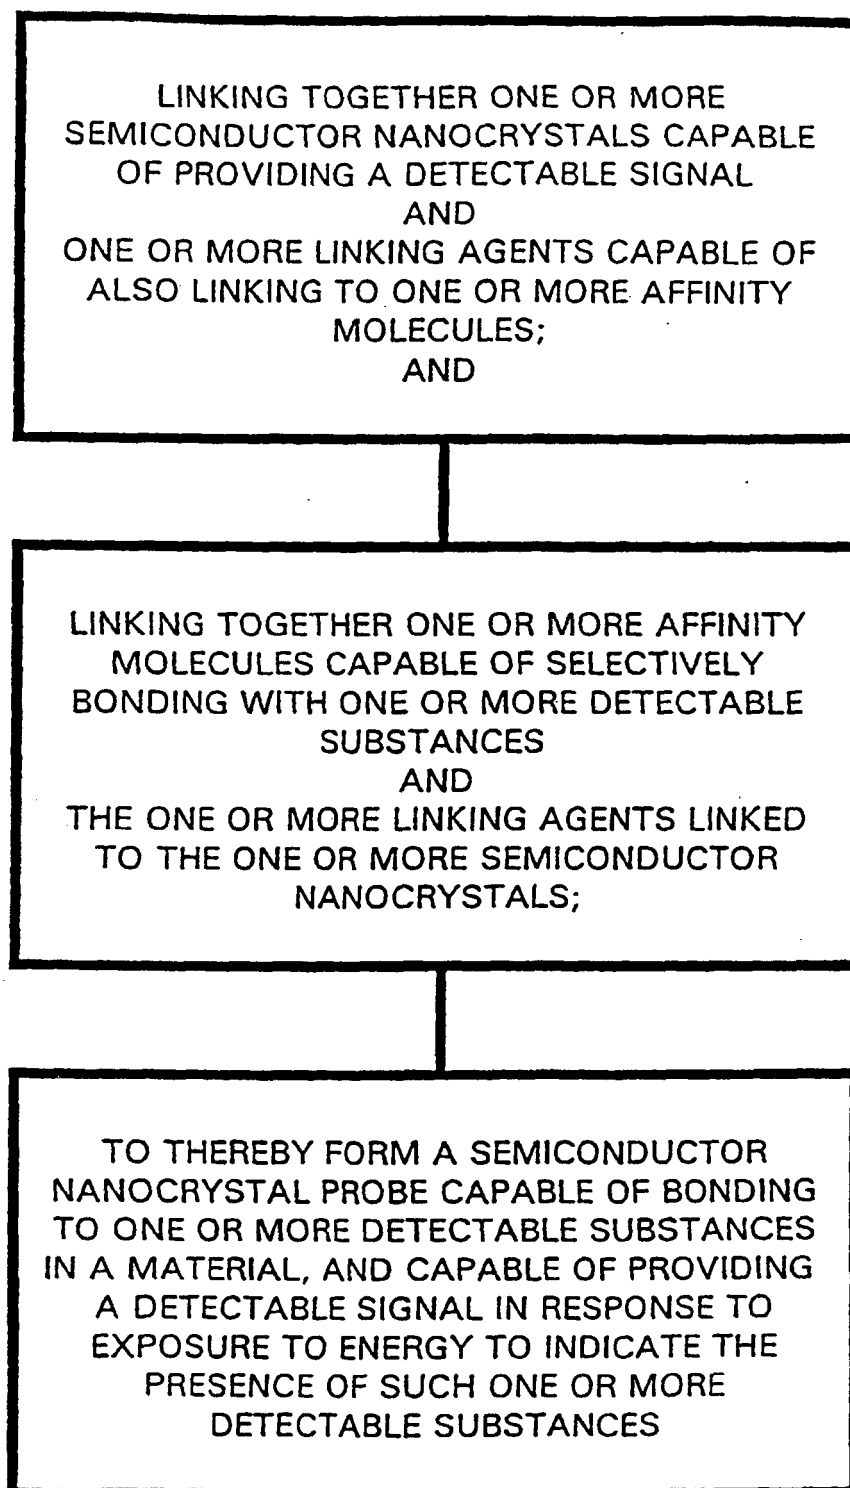 LINKING TOGETHER ONE OR MORE
SEMICONDUCTOR NANOCRYSTALS CAPABLE
OF PROVIDING A DETECTABLE SIGNAL
AND
ONE OR MORE LINKING AGENTS CAPABLE OF
ALSO LINKING TO ONE OR MORE AFFINITY
MOLECULES;
AND
LINKING TOGETHER ONE OR MORE AFFINITY
MOLECULES CAPABLE OF SELECTIVELY
BONDING WITH ONE OR MORE DETECTABLE
SUBSTANCES
AND
THE ONE OR MORE LINKING AGENTS LINKED
TO THE ONE OR MORE SEMICONDUCTOR
NANOCRYSTALS;
TO THEREBY FORM A SEMICONDUCTOR
NANOCRYSTAL PROBE CAPABLE OF BONDING
TO ONE OR MORE DETECTABLE SUBSTANCES
IN A MATERIAL, AND CAPABLE OF PROVIDING
A DETECTABLE SIGNAL IN RESPONSE TO
EXPOSURE TO ENERGY TO INDICATE THE
PRESENCE OF SUCH ONE OR MORE
DETECTABLE SUBSTANCES